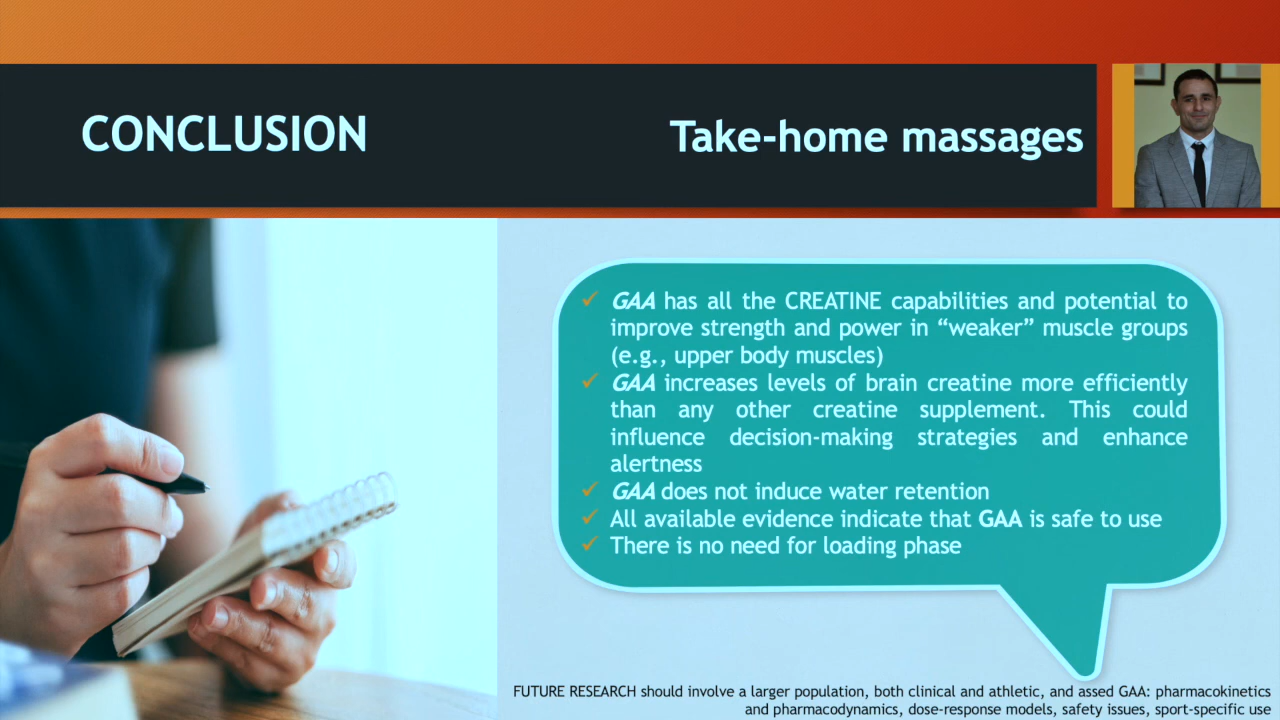 CONCLUSION
Take-home massages
GAA has all the CREATINE capabilities and potential to
improve strength and power in “weaker” muscle groups
(e.g., upper body muscles)
GAA increases levels of brain creatine more efficiently
than any other creatine supplement. This could
influence decision-making strategies and enhance
alertness
GAA does not induce water retention
All available evidence indicate that GAA is safe to use
There is no need for loading phase
FUTURE RESEARCH should involve a larger population, both clinical and athletic, and assed GAA: pharmacokinetics
and pharmacodynamics, dose-response models, safety issues, sport-specific use